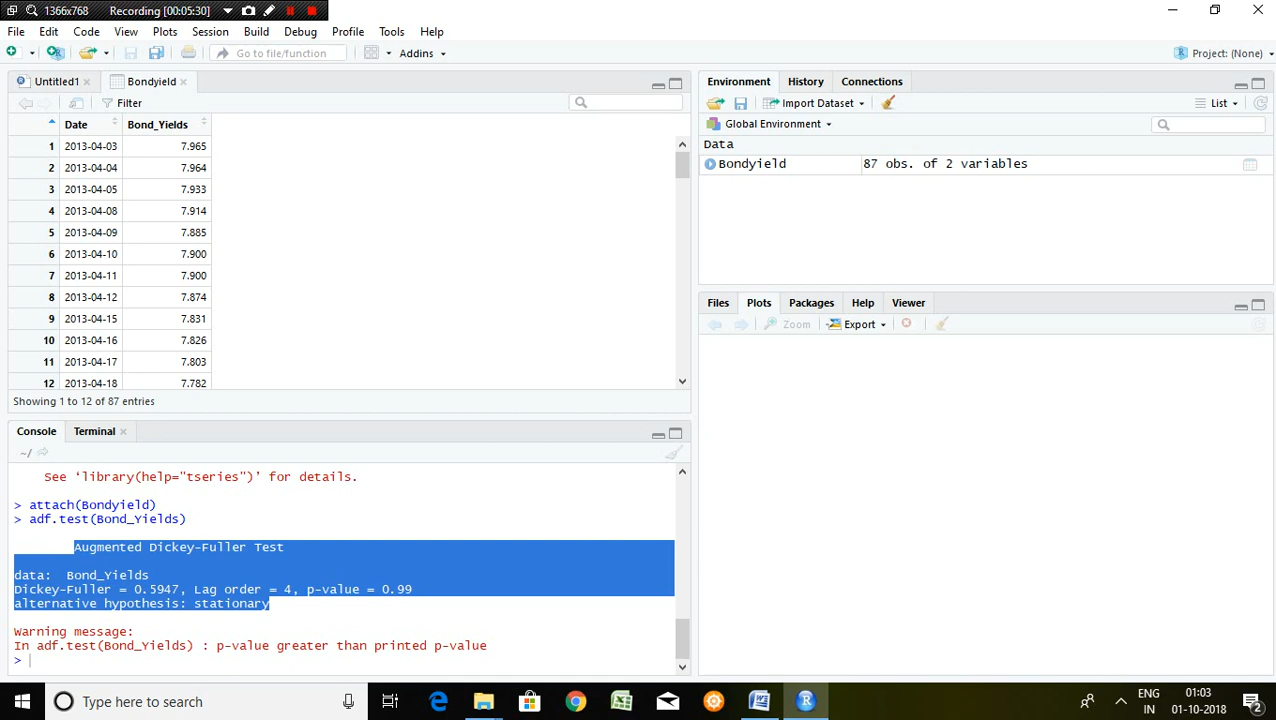 1366x768 Recording [00:05:30]
File Edit Code View Plots Session Build Debug Profile Tools Help
Go to file/function Addins Project: (None)
Untitled1 Bondyield
Filter
Date Bond_Yields
1 2013-04-03 7.965
2 2013-04-04 7.964
3 2013-04-05 7.933
4 2013-04-08 7.914
5 2013-04-09 7.885
6 2013-04-10 7.900
7 2013-04-11 7.900
8 2013-04-12 7.874
9 2013-04-15 7.831
10 2013-04-16 7.826
11 2013-04-17 7.803
12 2013-04-18 7.782
Showing 1 to 12 of 87 entries
Console Terminal
~/
See ‘library(help="tseries")’ for details.
> attach(Bondyield)
> adf.test(Bond_Yields)
Augmented Dickey-Fuller Test
data: Bond_Yields
Dickey-Fuller = 0.5947, Lag order = 4, p-value = 0.99
alternative hypothesis: stationary
Warning message:
In adf.test(Bond_Yields) : p-value greater than printed p-value
>
Environment History Connections
Import Dataset List
Global Environment
Data
Bondyield 87 obs. of 2 variables
Files Plots Packages Help Viewer
Zoom Export
Type here to search
ENG 01:03
IN 01-10-2018
2